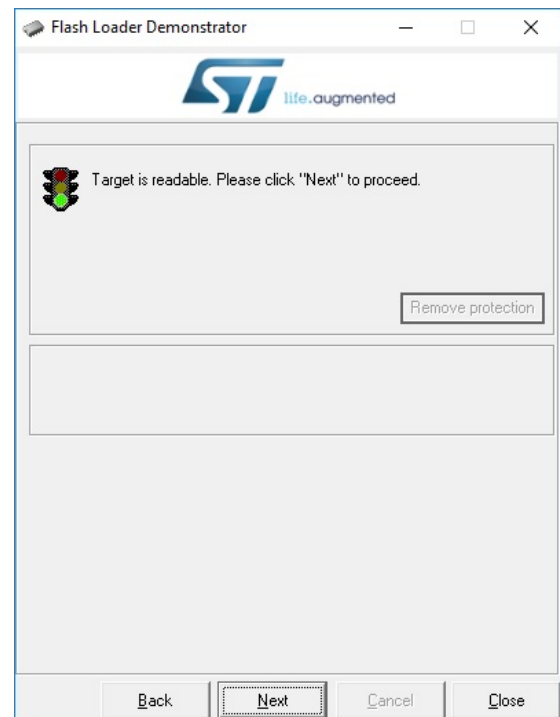 Flash Loader Demonstrator
ST life.augmented
Target is readable. Please click "Next" to proceed.
Remove protection
Back Next Cancel Close